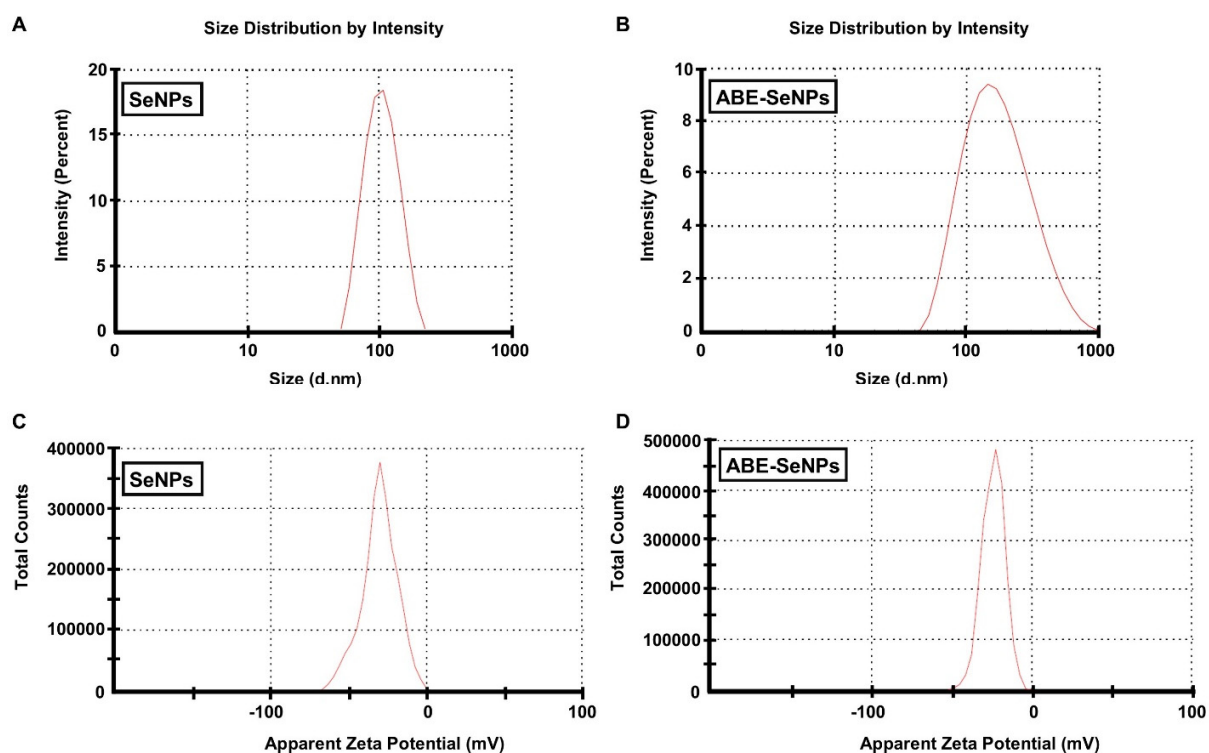 A
Size Distribution by Intensity
SeNPs
Intensity (Percent)
20
15
10
5
0
0
10
100
1000
Size (d.nm)
B
Size Distribution by Intensity
ABE-SeNPs
Intensity (Percent)
10
8
6
4
2
0
0
10
100
1000
Size (d.nm)
C
SeNPs
Total Counts
400000
300000
200000
100000
0
-100
0
100
Apparent Zeta Potential (mV)
D
ABE-SeNPs
Total Counts
500000
400000
300000
200000
100000
0
-100
0
100
Apparent Zeta Potential (mV)